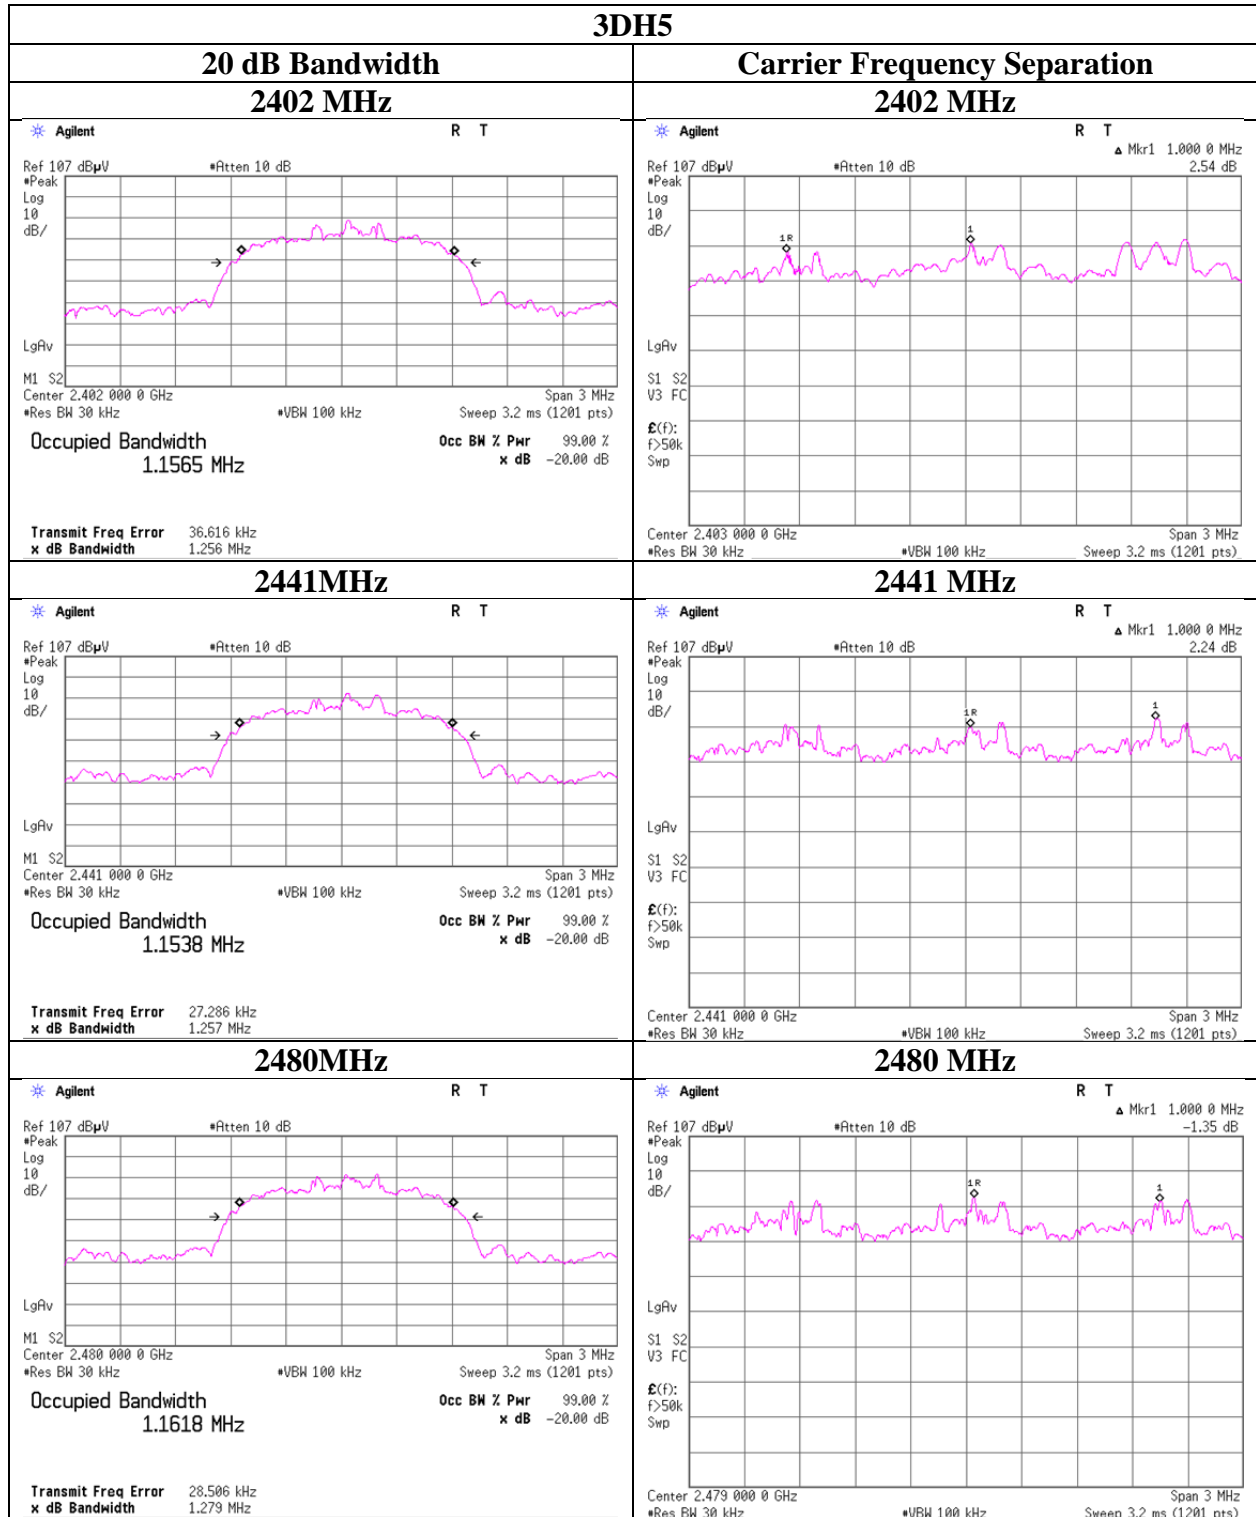 3DH5
20 dB Bandwidth
Carrier Frequency Separation
2402 MHz
2402 MHz
Agilent
R T
Ref 107 dBµV
#Atten 10 dB
#Peak
Log
10
dB/
LgAv
M1 S2
Center 2.402 000 0 GHz
Span 3 MHz
#Res BW 30 kHz
#VBW 100 kHz
Sweep 3.2 ms (1201 pts)
Occupied Bandwidth
1.1565 MHz
Occ BW % Pwr 99.00 %
x dB -20.00 dB
Transmit Freq Error 36.616 kHz
x dB Bandwidth 1.256 MHz
Agilent
R T
Δ Mkr1 1.000 0 MHz
Ref 107 dBµV
#Atten 10 dB
2.54 dB
#Peak
Log
10
dB/
1R
1
LgAv
S1 S2
V3 FC
£(f):
f>50k
Swp
Center 2.403 000 0 GHz
Span 3 MHz
#Res BW 30 kHz
#VBW 100 kHz
Sweep 3.2 ms (1201 pts)
2441MHz
2441 MHz
Agilent
R T
Ref 107 dBµV
#Atten 10 dB
#Peak
Log
10
dB/
LgAv
M1 S2
Center 2.441 000 0 GHz
Span 3 MHz
#Res BW 30 kHz
#VBW 100 kHz
Sweep 3.2 ms (1201 pts)
Occupied Bandwidth
1.1538 MHz
Occ BW % Pwr 99.00 %
x dB -20.00 dB
Transmit Freq Error 27.286 kHz
x dB Bandwidth 1.257 MHz
Agilent
R T
Δ Mkr1 1.000 0 MHz
Ref 107 dBµV
#Atten 10 dB
2.24 dB
#Peak
Log
10
dB/
1R
1
LgAv
S1 S2
V3 FC
£(f):
f>50k
Swp
Center 2.441 000 0 GHz
Span 3 MHz
#Res BW 30 kHz
#VBW 100 kHz
Sweep 3.2 ms (1201 pts)
2480MHz
2480 MHz
Agilent
R T
Ref 107 dBµV
#Atten 10 dB
#Peak
Log
10
dB/
LgAv
M1 S2
Center 2.480 000 0 GHz
Span 3 MHz
#Res BW 30 kHz
#VBW 100 kHz
Sweep 3.2 ms (1201 pts)
Occupied Bandwidth
1.1618 MHz
Occ BW % Pwr 99.00 %
x dB -20.00 dB
Transmit Freq Error 28.506 kHz
x dB Bandwidth 1.279 MHz
Agilent
R T
Δ Mkr1 1.000 0 MHz
Ref 107 dBµV
#Atten 10 dB
-1.35 dB
#Peak
Log
10
dB/
1R
1
LgAv
S1 S2
V3 FC
£(f):
f>50k
Swp
Center 2.479 000 0 GHz
Span 3 MHz
#Res BW 30 kHz
#VBW 100 kHz
Sweep 3.2 ms (1201 pts)